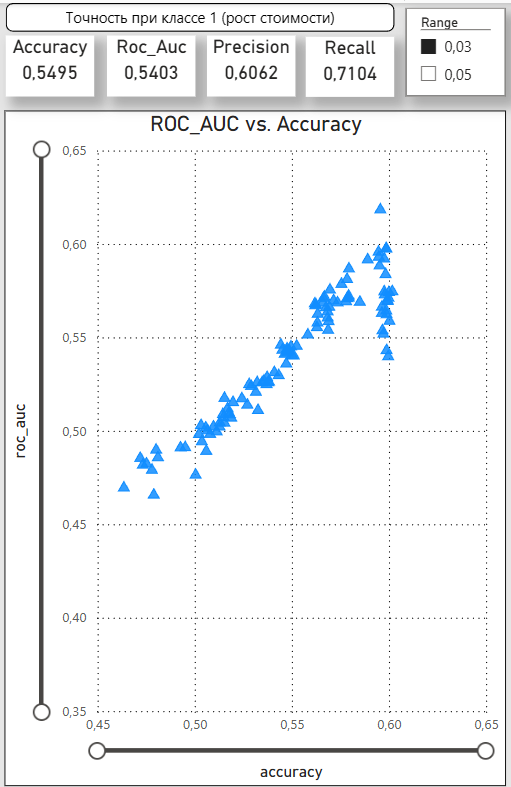 Точность при классе 1 (рост стоимости)
Range
0,03
0,05
Accuracy
0,5495
Roc_Auc
0,5403
Precision
0,6062
Recall
0,7104
ROC_AUC vs. Accuracy
0,65
0,60
0,55
0,50
0,45
0,40
0,35
roc_auc
0,45 0,50 0,55 0,60 0,65
accuracy